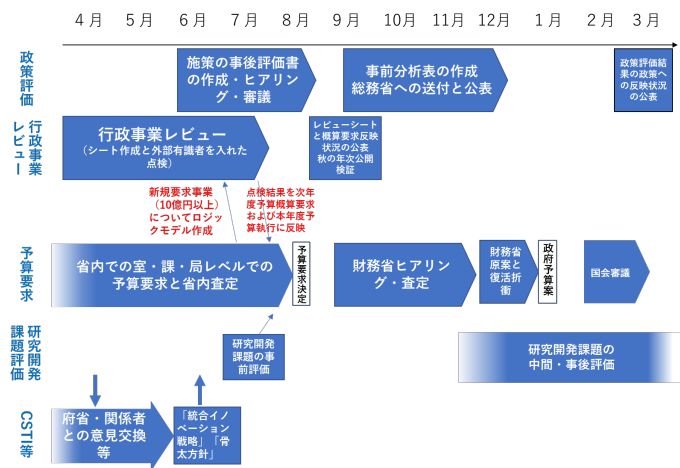 4月 5月 6月 7月 8月 9月 10月 11月 12月 1月 2月 3月
政策評価
施策の事後評価書
の作成・ヒアリン
グ・審議
事前分析表の作成
総務省への送付と公表
政策評価結
果の政策へ
の反映状況
の公表
行政事業
レビュー
行政事業レビュー
（シート作成と外部有識者を入れた
点検）
レビューシート
と概算要求反映
状況の公表
秋の年次公開
検証
新規要求事業
（10億円以上）
についてロジッ
クモデル作成
点検結果を次年
度予算概算要求
および本年度予
算執行に反映
予算要求
省内での室・課・局レベルでの
予算要求と省内査定
予算要求決定
財務省ヒアリン
グ・査定
財務省
原案と
復活折
衝
政府予算案
国会審議
研究開発
課題評価
研究開発
課題の事
前評価
研究開発課題の
中間・事後評価
CSTI等
府省・関係者
との意見交換
等
「統合イノ
ベーション
戦略」「骨
太方針」